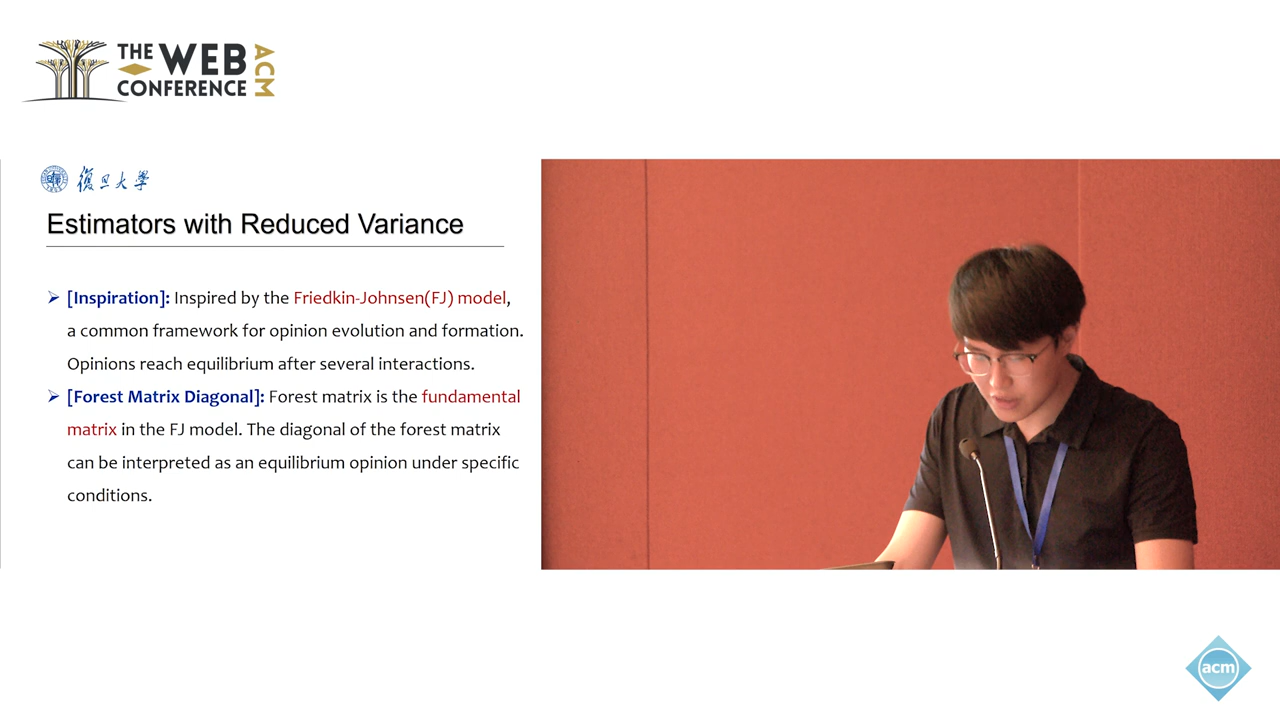 THE WEB
CONFERENCE
ACM
復旦大學
Estimators with Reduced Variance
[Inspiration]: Inspired by the Friedkin-Johnsen(FJ) model,
a common framework for opinion evolution and formation.
Opinions reach equilibrium after several interactions.
[Forest Matrix Diagonal]: Forest matrix is the fundamental
matrix in the FJ model. The diagonal of the forest matrix
can be interpreted as an equilibrium opinion under specific
conditions.
acm